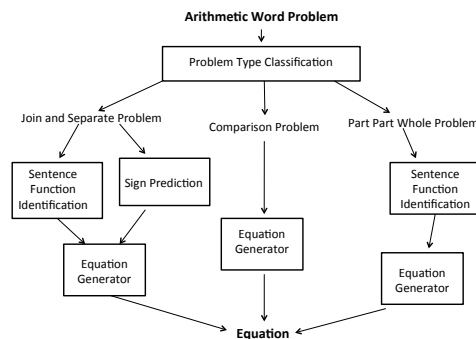 Arithmetic Word Problem
Problem Type Classification
Join and Separate Problem
Comparison Problem
Part Part Whole Problem
Sentence
Function
Identification
Sign Prediction
Sentence
Function
Identification
Equation
Generator
Equation
Generator
Equation
Generator
Equation